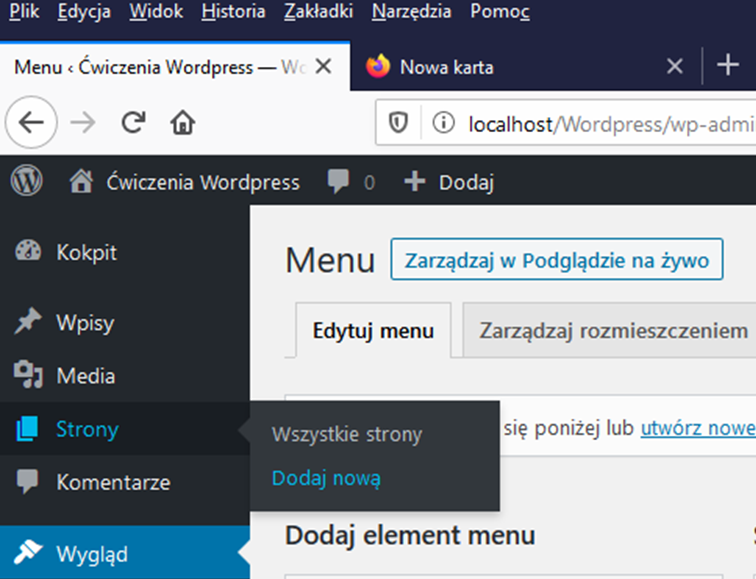 Plik Edycja Widok Historia Zakładki Narzędzia Pomoc
Menu ‹ Ćwiczenia Wordpress — Wo Nowa karta
localhost/Wordpress/wp-admi
Ćwiczenia Wordpress 0 Dodaj
Kokpit
Menu Zarządzaj w Podglądzie na żywo
Wpisy
Edytuj menu Zarządzaj rozmieszczeniem
Media
Strony
Wszystkie strony
się poniżej lub utwórz nowe
Dodaj nową
Komentarze
Dodaj element menu
Wygląd